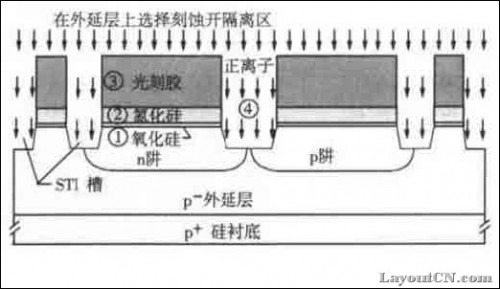 在外延层上选择刻蚀开隔离区
③ 光刻胶
正离子
② 氮化硅
④
① 氧化硅
n阱
p阱
STI 槽
p⁻外延层
p⁺ 硅衬底
LayoutCN.com